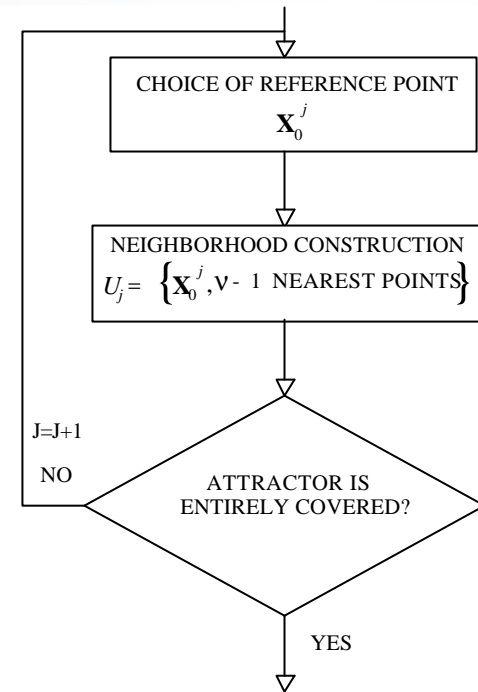 CHOICE OF REFERENCE POINT
X₀ʲ
NEIGHBORHOOD CONSTRUCTION
Uⱼ = {X₀ʲ, ν - 1 NEAREST POINTS}
J=J+1
NO
ATTRACTOR IS
ENTIRELY COVERED?
YES